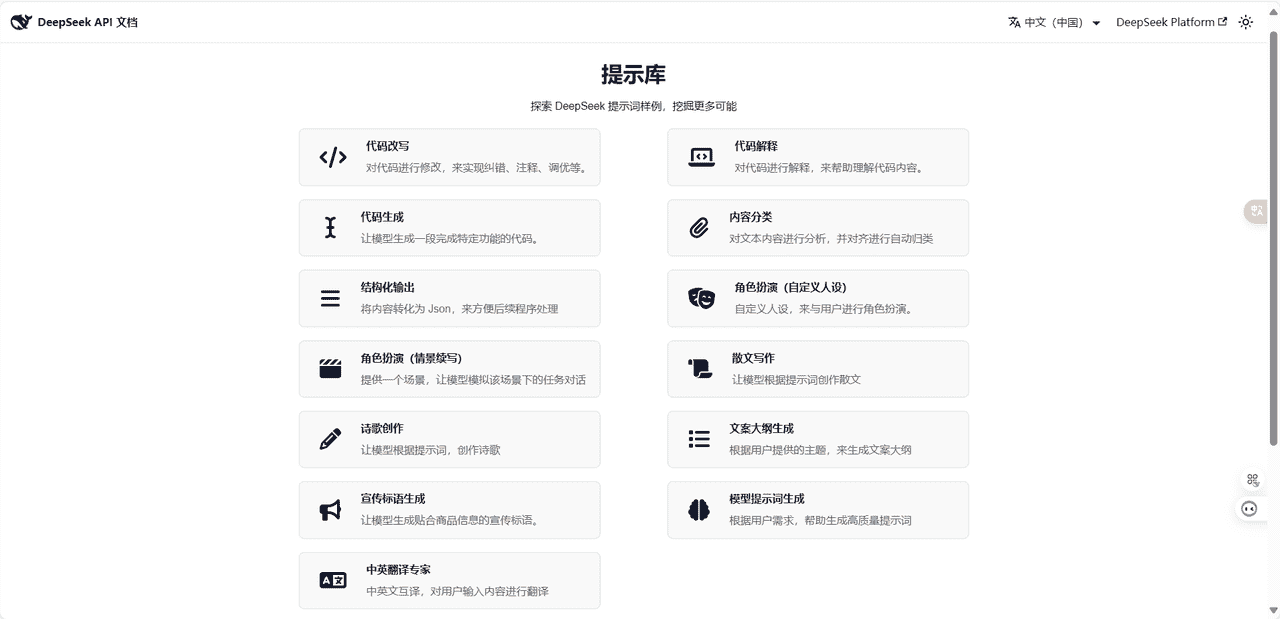 DeepSeek API 文档
中文（中国）
DeepSeek Platform
提示库
探索 DeepSeek 提示词样例，挖掘更多可能
代码改写
对代码进行修改，来实现纠错、注释、调优等。
代码解释
对代码进行解释，来帮助理解代码内容。
代码生成
让模型生成一段完成特定功能的代码。
内容分类
对文本内容进行分析，并对齐进行自动归类
结构化输出
将内容转化为 Json，来方便后续程序处理
角色扮演（自定义人设）
自定义人设，来与用户进行角色扮演。
角色扮演（情景续写）
提供一个场景，让模型模拟该场景下的任务对话
散文写作
让模型根据提示词创作散文
诗歌创作
让模型根据提示词，创作诗歌
文案大纲生成
根据用户提供的主题，来生成文案大纲
宣传标语生成
让模型生成贴合商品信息的宣传标语。
模型提示词生成
根据用户需求，帮助生成高质量提示词
中英翻译专家
中英文互译，对用户输入内容进行翻译